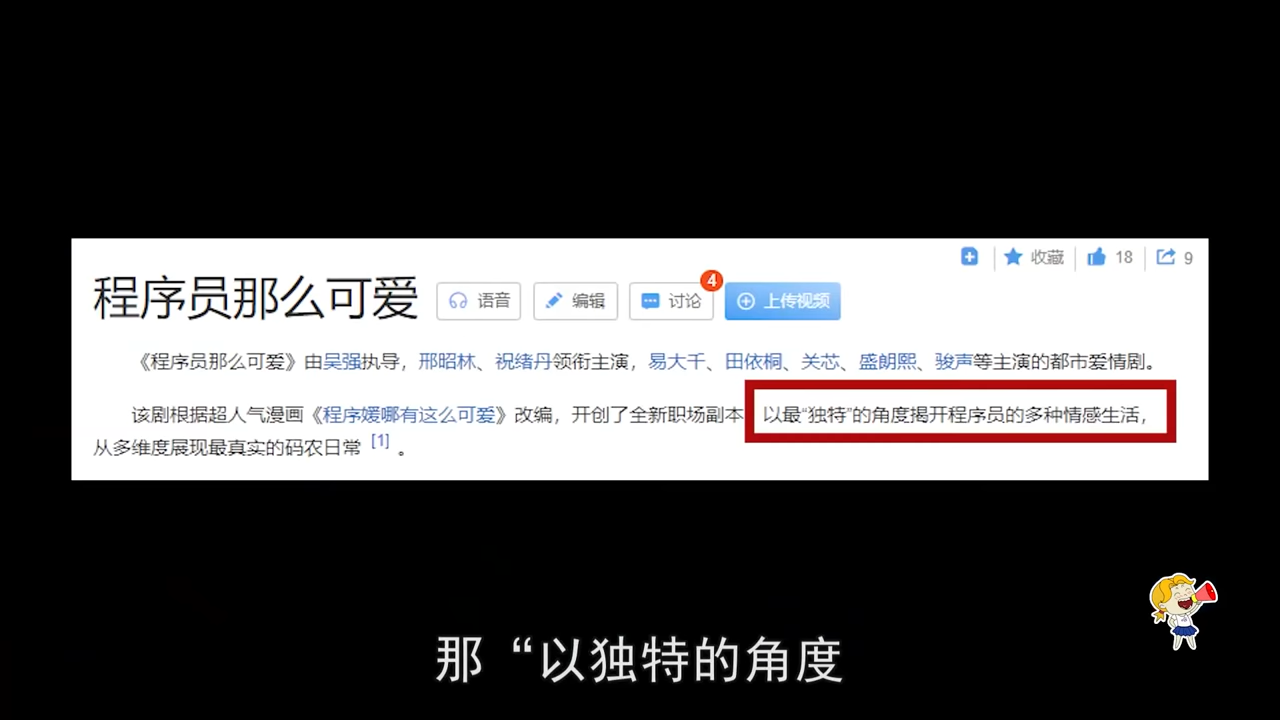 收藏 18 9
程序员那么可爱 语音 编辑 讨论 4 上传视频
《程序员那么可爱》由吴强执导，邢昭林、祝绪丹领衔主演，易大千、田依桐、关芯、盛朗熙、骏声等主演的都市爱情剧。
该剧根据超人气漫画《程序媛哪有这么可爱》改编，开创了全新职场副本 以最“独特”的角度揭开程序员的多种情感生活，
从多维度展现最真实的码农日常 [1] 。
那“以独特的角度